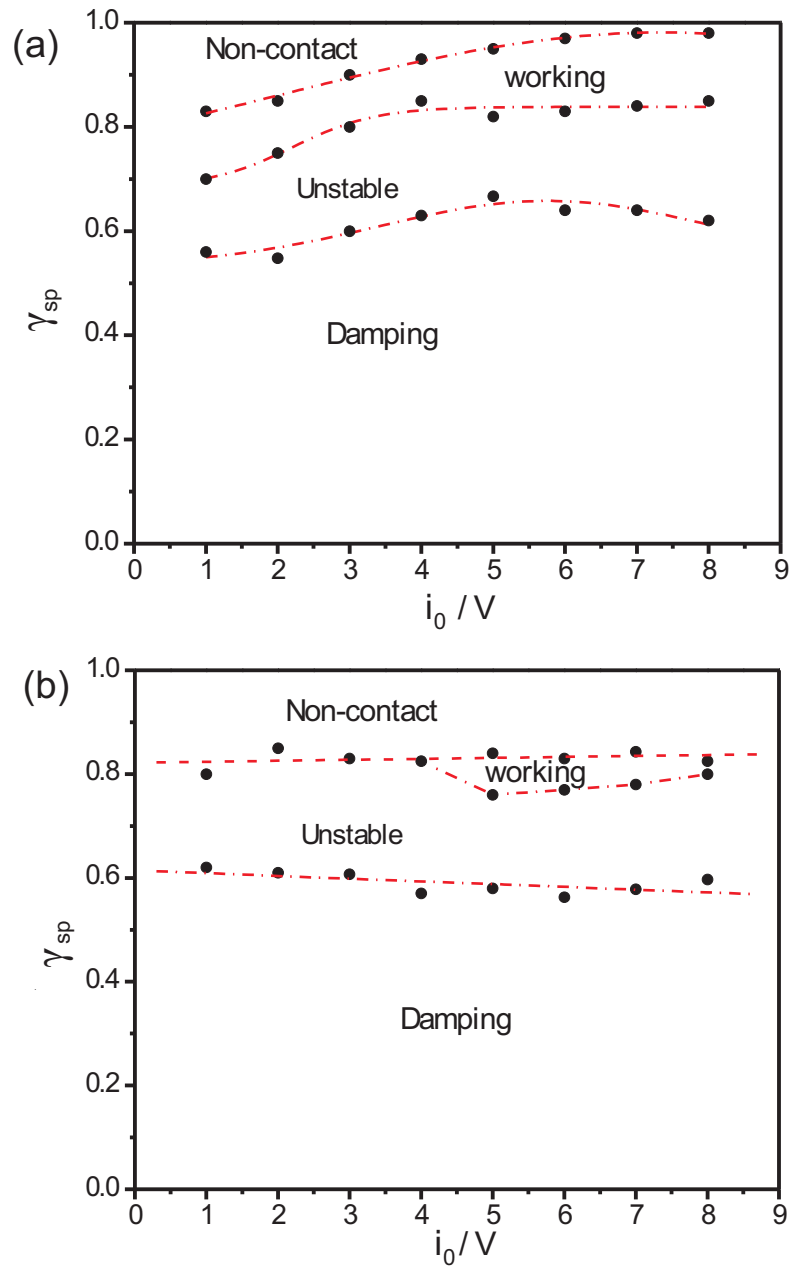 (a)
Non-contact
working
Unstable
Damping
γsp
1.0
0.8
0.6
0.4
0.2
0.0
0 1 2 3 4 5 6 7 8 9
i0 / V
(b)
Non-contact
working
Unstable
Damping
γsp
1.0
0.8
0.6
0.4
0.2
0.0
0 1 2 3 4 5 6 7 8 9
i0/V